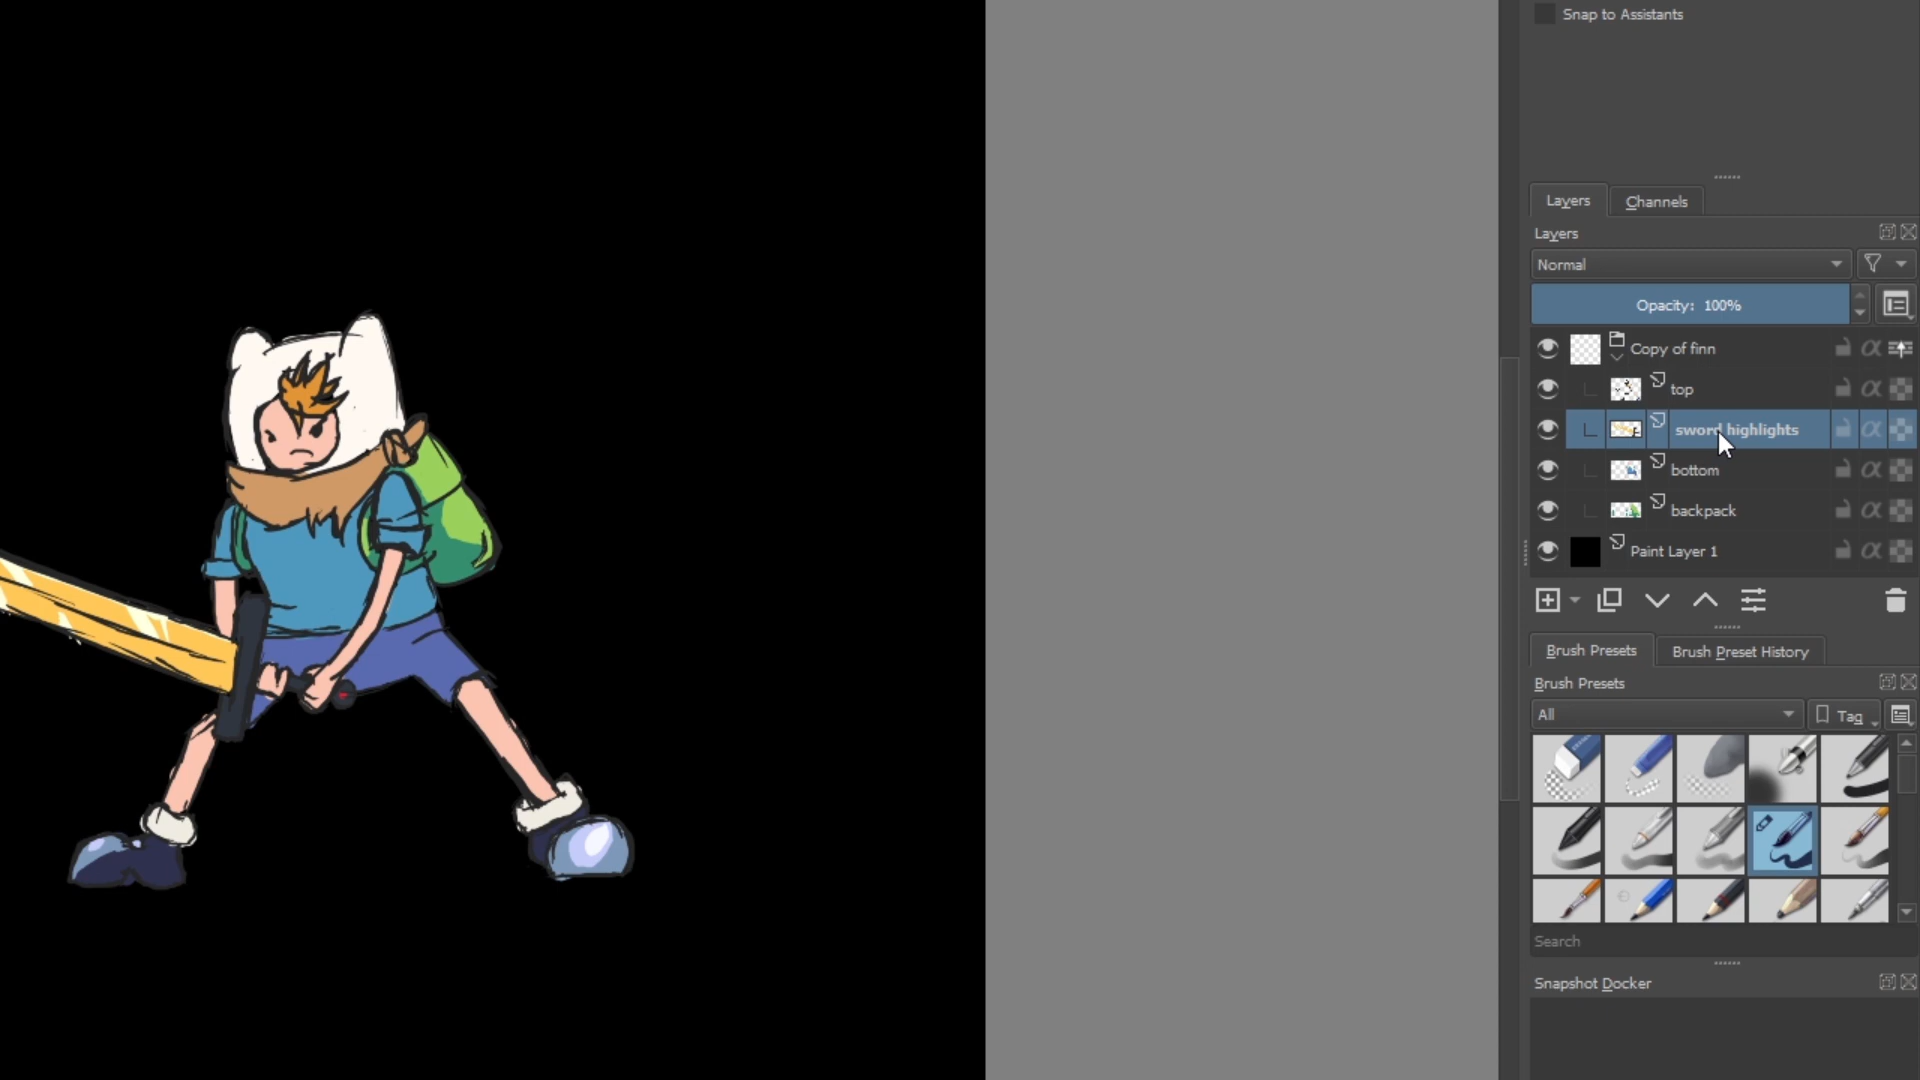 Snap to Assistants
Layers
Channels
Layers
Normal
Opacity: 100%
Copy of finn
top
sword highlights
bottom
backpack
Paint Layer 1
Brush Presets
Brush Preset History
Brush Presets
All
Tag
Search
Snapshot Docker